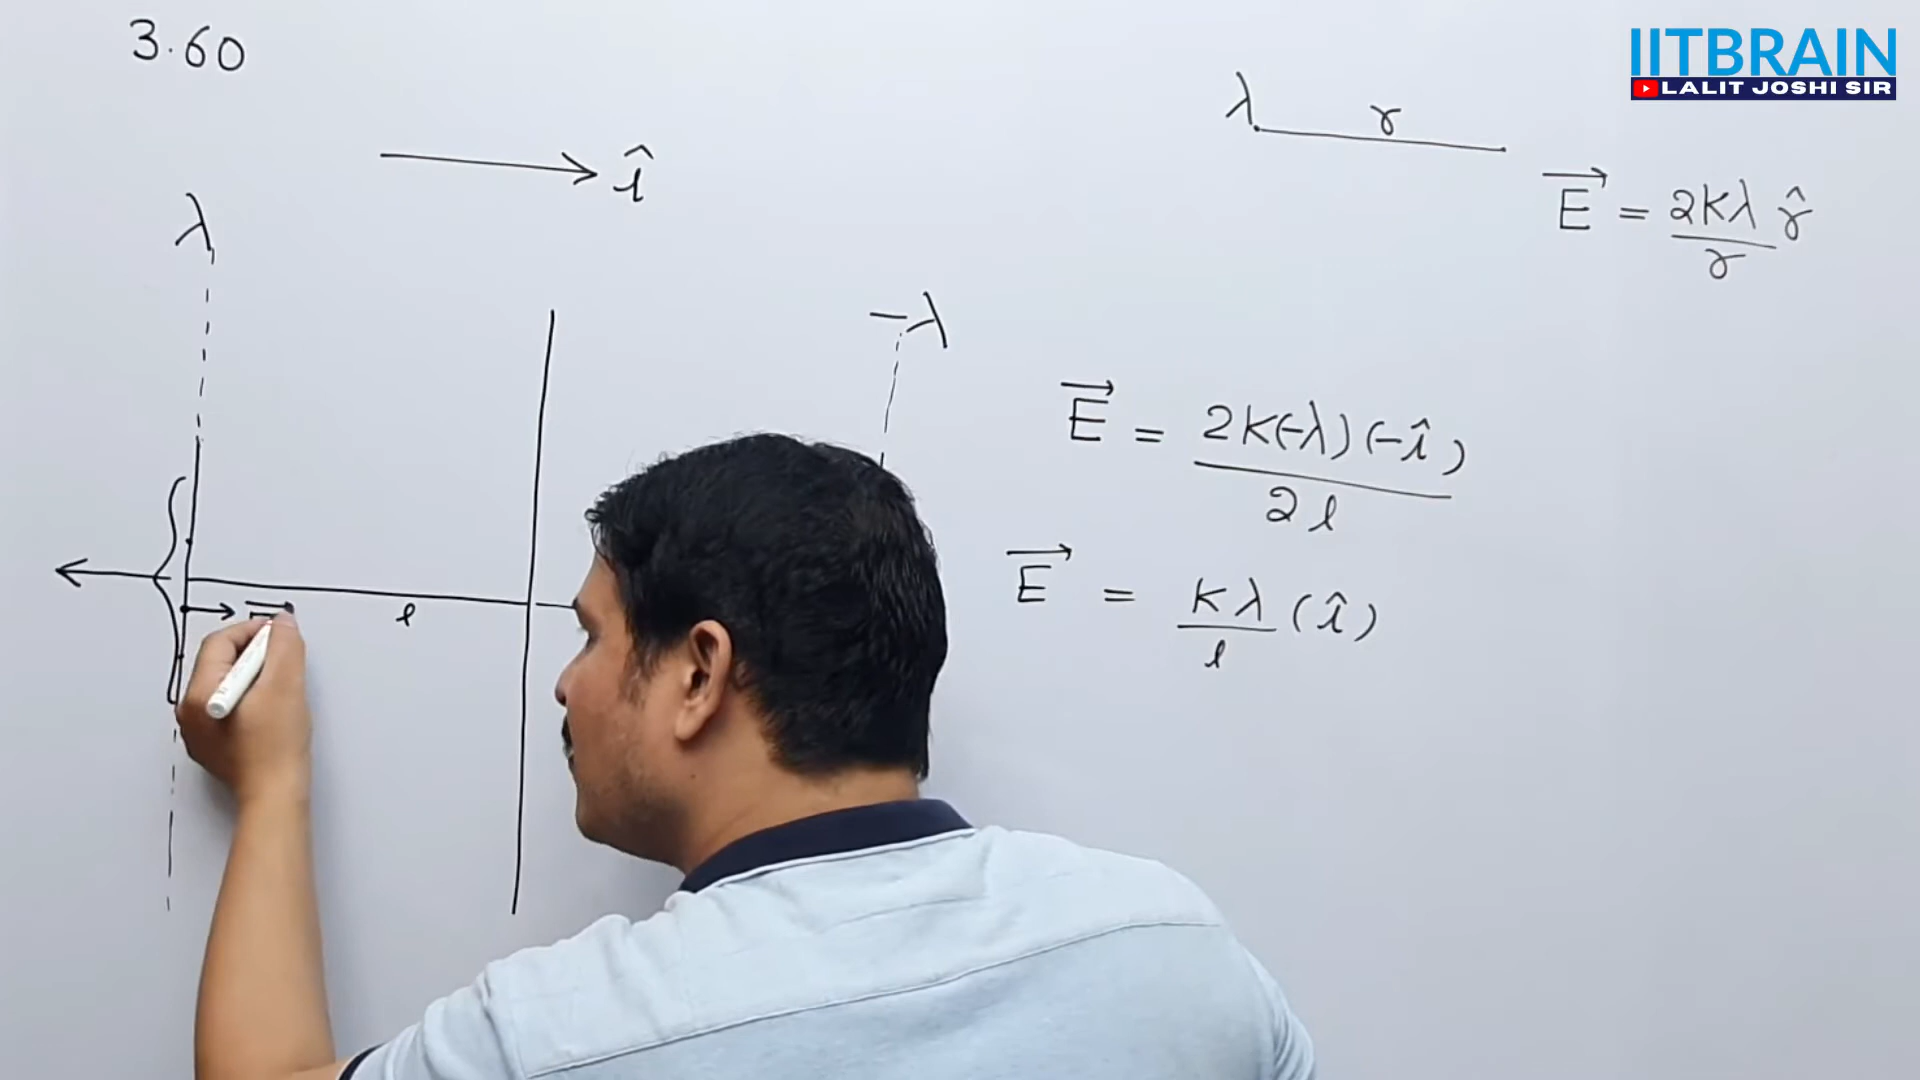 3.60
IITBRAIN
LALIT JOSHI SIR
λ r
î
E⃗ = 2Kλ/r r̂
λ
-λ
E⃗ = 2K(-λ)(-î)/2l
E⃗ = Kλ/l (î)
l